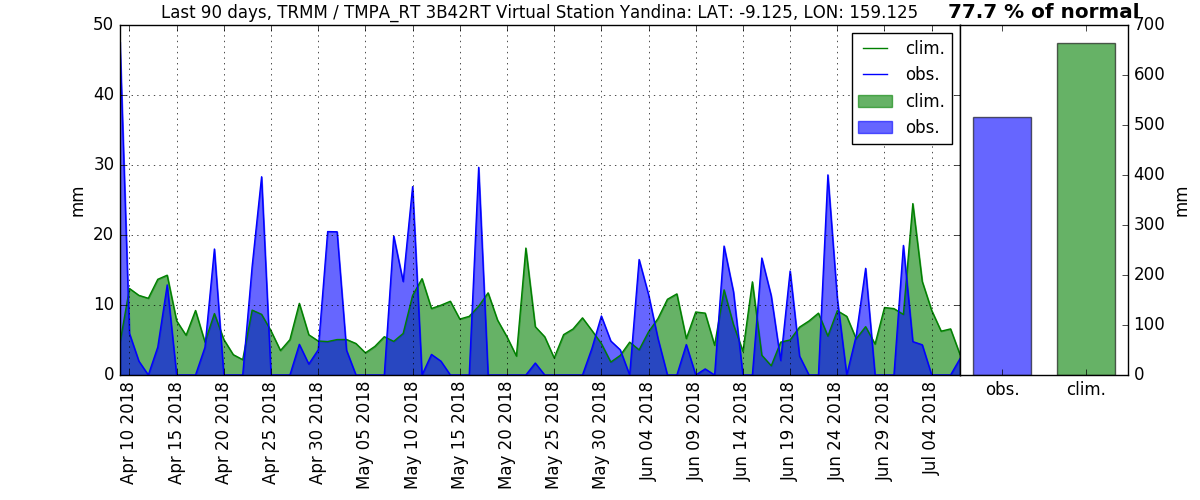 Last 90 days, TRMM / TMPA_RT 3B42RT Virtual Station Yandina: LAT: -9.125, LON: 159.125
77.7 % of normal
50
40
30
20
10
0
mm
clim.
obs.
clim.
obs.
Apr 10 2018
Apr 15 2018
Apr 20 2018
Apr 25 2018
Apr 30 2018
May 05 2018
May 10 2018
May 15 2018
May 20 2018
May 25 2018
May 30 2018
Jun 04 2018
Jun 09 2018
Jun 14 2018
Jun 19 2018
Jun 24 2018
Jun 29 2018
Jul 04 2018
700
600
500
400
300
200
100
0
mm
obs.
clim.